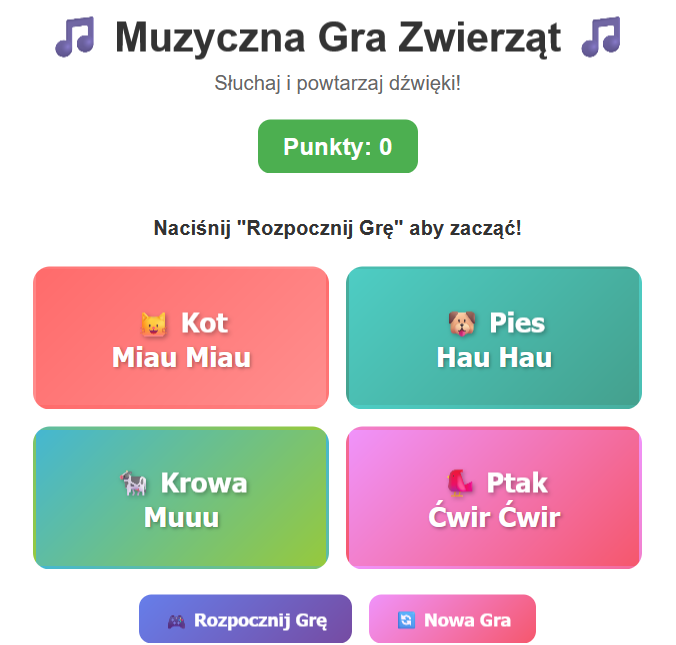 Muzyczna Gra Zwierząt
Słuchaj i powtarzaj dźwięki!
Punkty: 0
Naciśnij "Rozpocznij Grę" aby zacząć!
Kot
Miau Miau
Pies
Hau Hau
Krowa
Muuu
Ptak
Ćwir Ćwir
Rozpocznij Grę
Nowa Gra